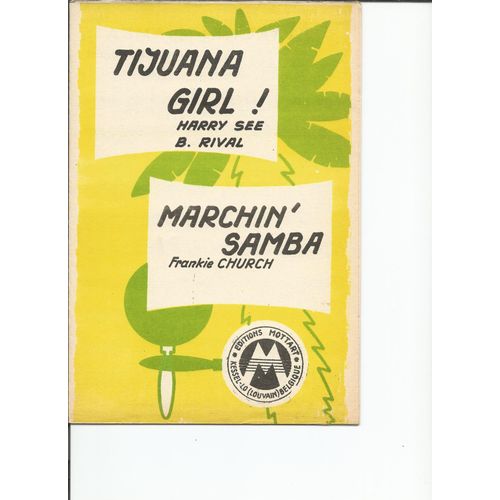 TIJUANA
GIRL !
HARRY SEE
B. RIVAL
MARCHIN'
SAMBA
Frankie CHURCH
EDITIONS MOTTART
KESSEL-LO (LOUVAIN) BELGIQUE
M